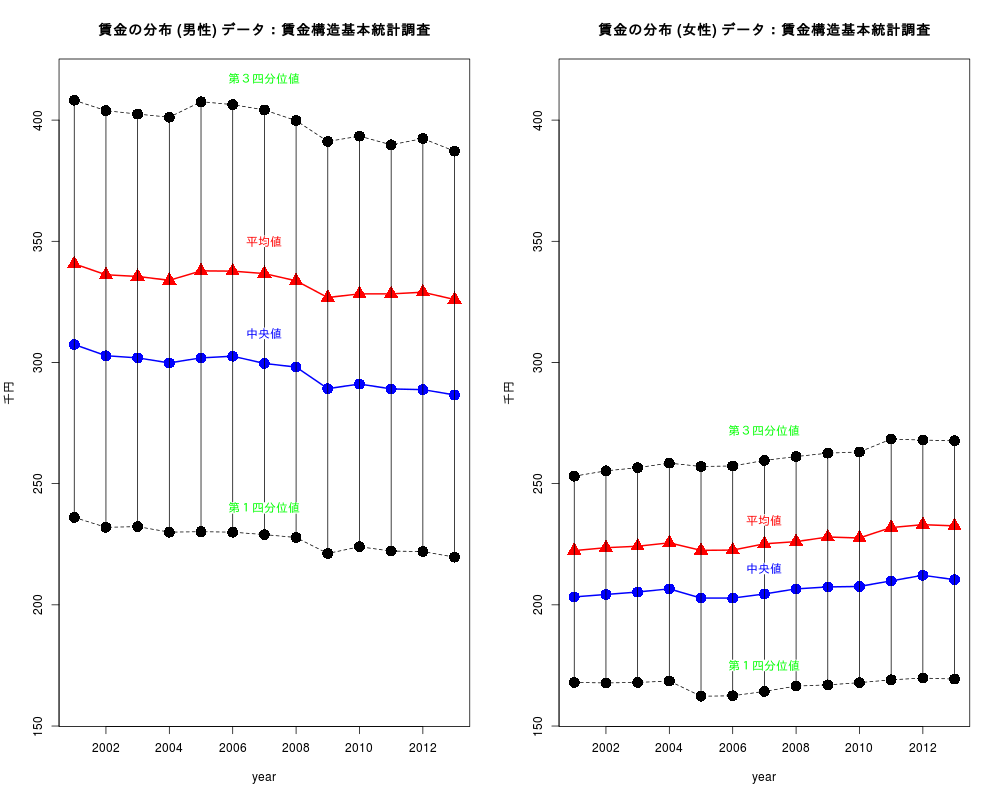 賃金の分布 (男性) データ：賃金構造基本統計調査
第３四分位値
平均値
中央値
第１四分位値
千円
400
350
300
250
200
150
2002 2004 2006 2008 2010 2012
year
賃金の分布 (女性) データ：賃金構造基本統計調査
第３四分位値
平均値
中央値
第１四分位値
千円
400
350
300
250
200
150
2002 2004 2006 2008 2010 2012
year